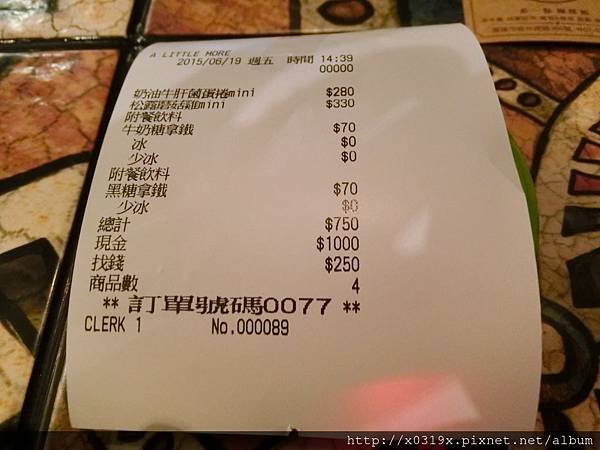 A LITTLE MORE
2015/06/19 週五 時間 14:39
00000
奶油牛肝菌蛋捲mini $280
松露蘑菇雞mini $330
附餐飲料
牛奶糖拿鐵 $70
冰 $0
少冰 $0
附餐飲料
黑糖拿鐵 $70
少冰 $0
總計 $750
現金 $1000
找錢 $250
商品數 4
** 訂單號碼0077 **
CLERK 1 No.000089
http://x0319x.pixnet.net/album